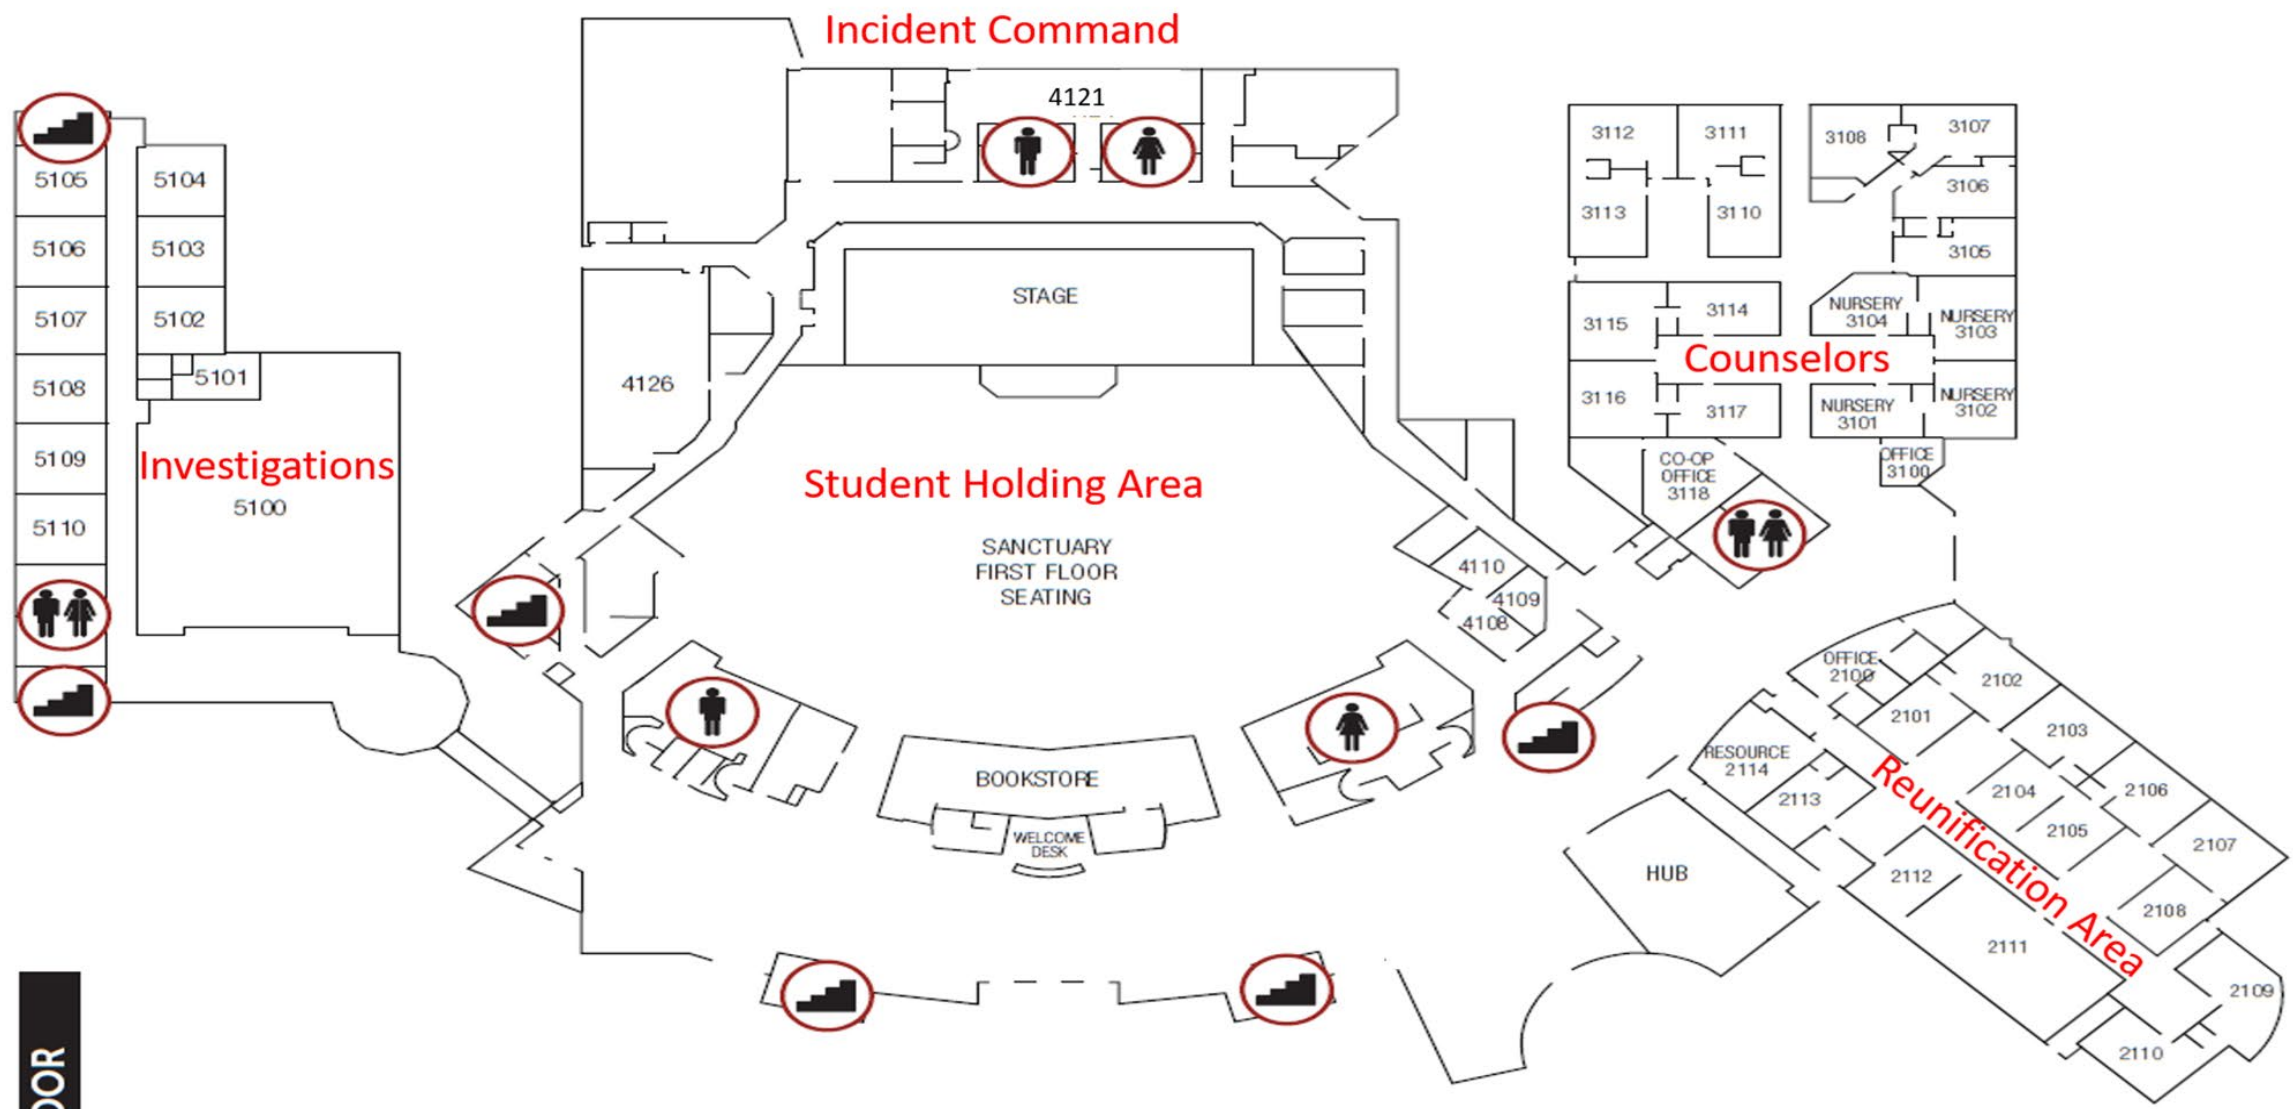 Incident Command
4121
5105
5104
5106
5103
5107
5102
5108
5101
5109
Investigations
5100
5110
STAGE
4126
Student Holding Area
SANCTUARY
FIRST FLOOR
SEATING
4110
4109
4108
BOOKSTORE
WELCOME
DESK
3112
3111
3113
3110
3108
3107
3106
3105
3115
3114
NURSERY
3104
NURSERY
3103
Counselors
3116
3117
NURSERY
3101
NURSERY
3102
CO-OP
OFFICE
3118
OFFICE
3100
OFFICE
2100
2102
2101
2103
RESOURCE
2114
2113
2104
2106
2105
2107
Reunification Area
HUB
2112
2108
2111
2109
2110
OOR